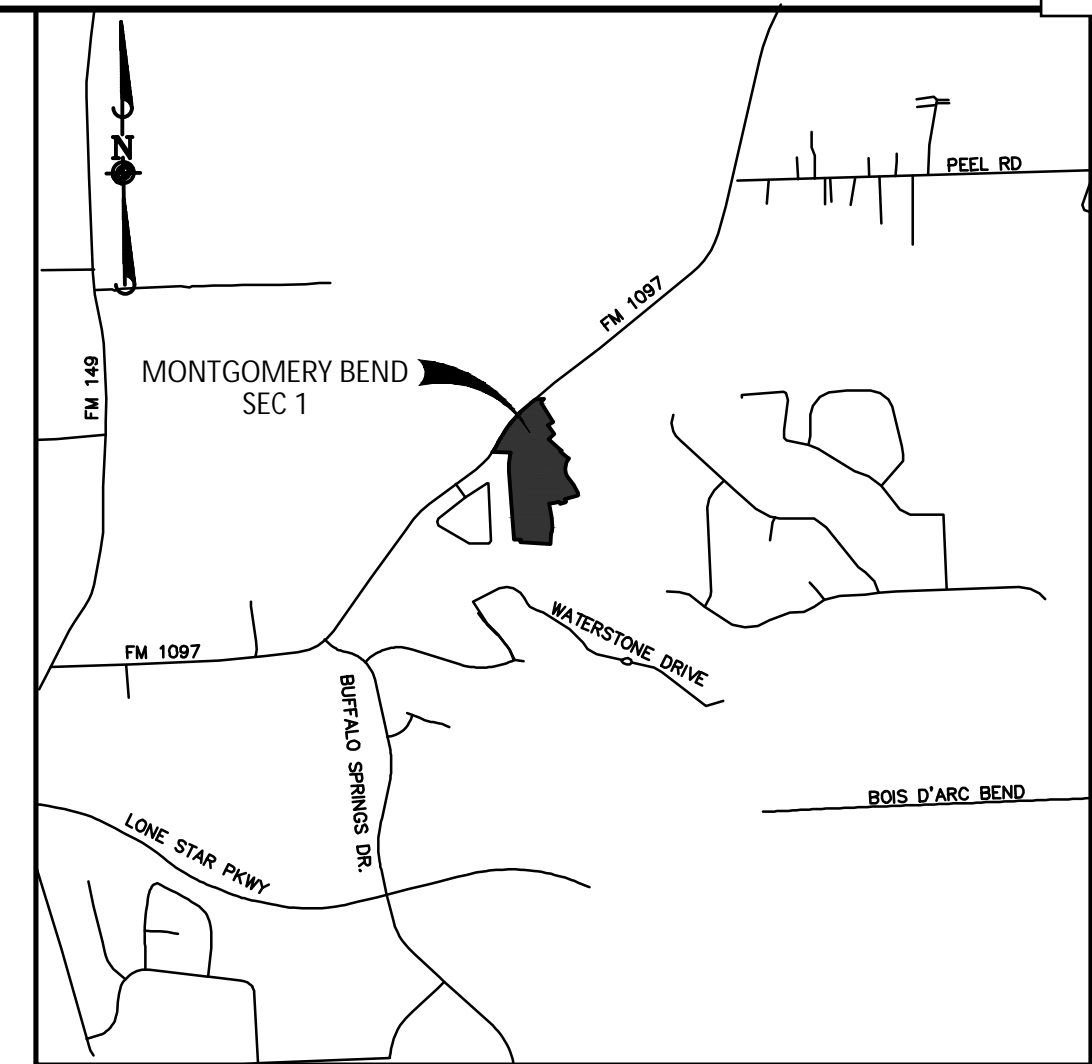 N
PEEL RD
FM 1097
FM 149
MONTGOMERY BEND
SEC 1
WATERSTONE DRIVE
FM 1097
BUFFALO SPRINGS DR.
BOIS D'ARC BEND
LONE STAR PKWY